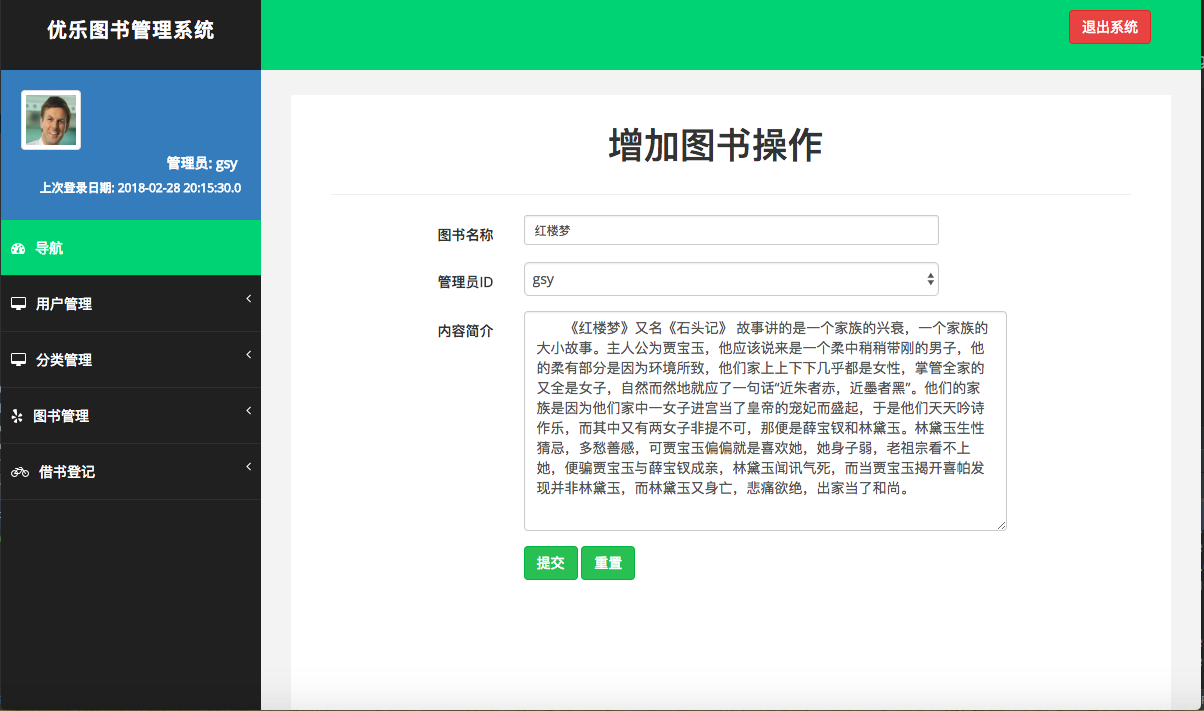 优乐图书管理系统
退出系统
管理员: gsy
上次登录日期: 2018-02-28 20:15:30.0
导航
用户管理
分类管理
图书管理
借书登记
增加图书操作
图书名称
红楼梦
管理员ID
gsy
内容简介
《红楼梦》又名《石头记》 故事讲的是一个家族的兴衰，一个家族的
大小故事。主人公为贾宝玉，他应该说来是一个柔中稍稍带刚的男子，他
的柔有部分是因为环境所致，他们家上上下下几乎都是女性，掌管全家的
又全是女子，自然而然地就应了一句话“近朱者赤，近墨者黑”。他们的家
族是因为他们家中一女子进宫当了皇帝的宠妃而盛起，于是他们天天吟诗
作乐，而其中又有两女子非提不可，那便是薛宝钗和林黛玉。林黛玉生性
猜忌，多愁善感，可贾宝玉偏偏就是喜欢她，她身子弱，老祖宗看不上
她，便骗贾宝玉与薛宝钗成亲，林黛玉闻讯气死，而当贾宝玉揭开喜帕发
现并非林黛玉，而林黛玉又身亡，悲痛欲绝，出家当了和尚。
提交
重置